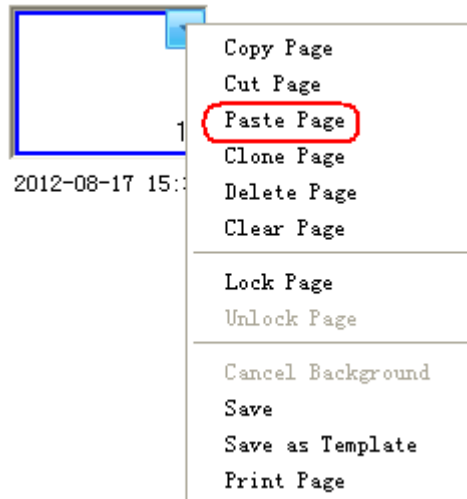 1
2012-08-17 15:
Copy Page
Cut Page
Paste Page
Clone Page
Delete Page
Clear Page
Lock Page
Unlock Page
Cancel Background
Save
Save as Template
Print Page